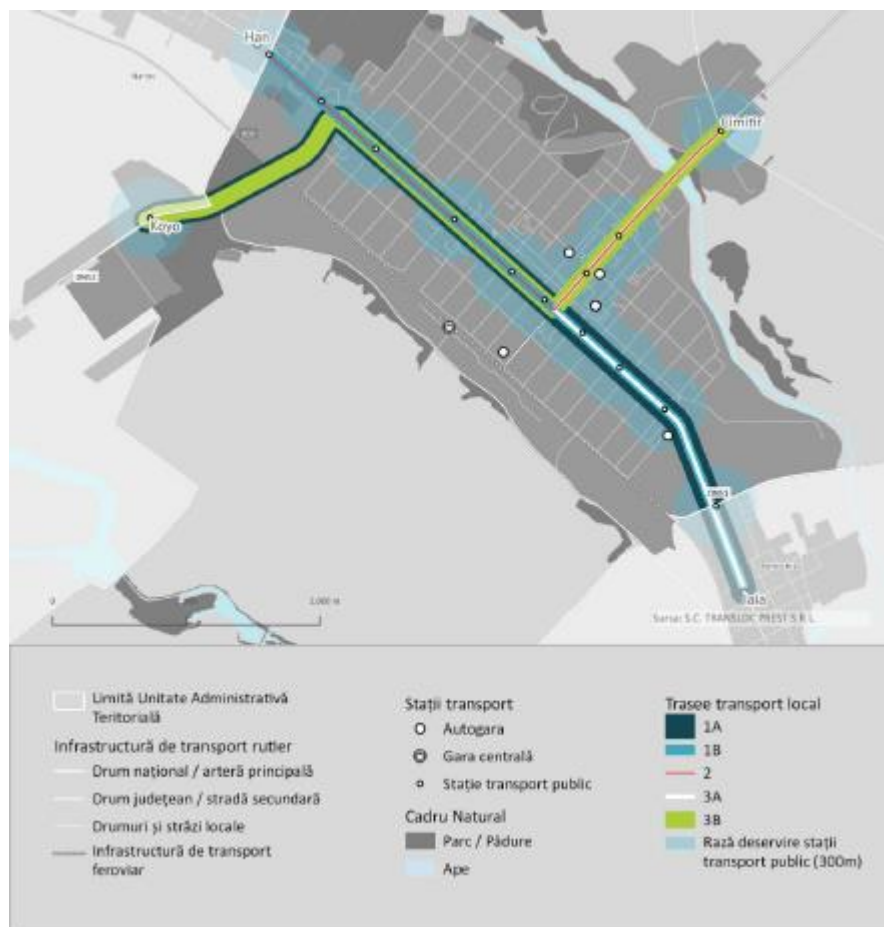 Han
Cimitir
Koyo
0
2,000 m
Sursa: S.C. TRANSLOC PREST S.R.L
Limită Unitate Administrativă
Teritorială
Infrastructură de transport rutier
Drum național / arteră principală
Drum județean / stradă secundară
Drumuri și străzi locale
Infrastructură de transport
feroviar
Stații transport
Autogara
Gara centrală
Stație transport public
Cadru Natural
Parc / Pădure
Ape
Trasee transport local
1A
1B
2
3A
3B
Rază deservire stații
transport public (300m)